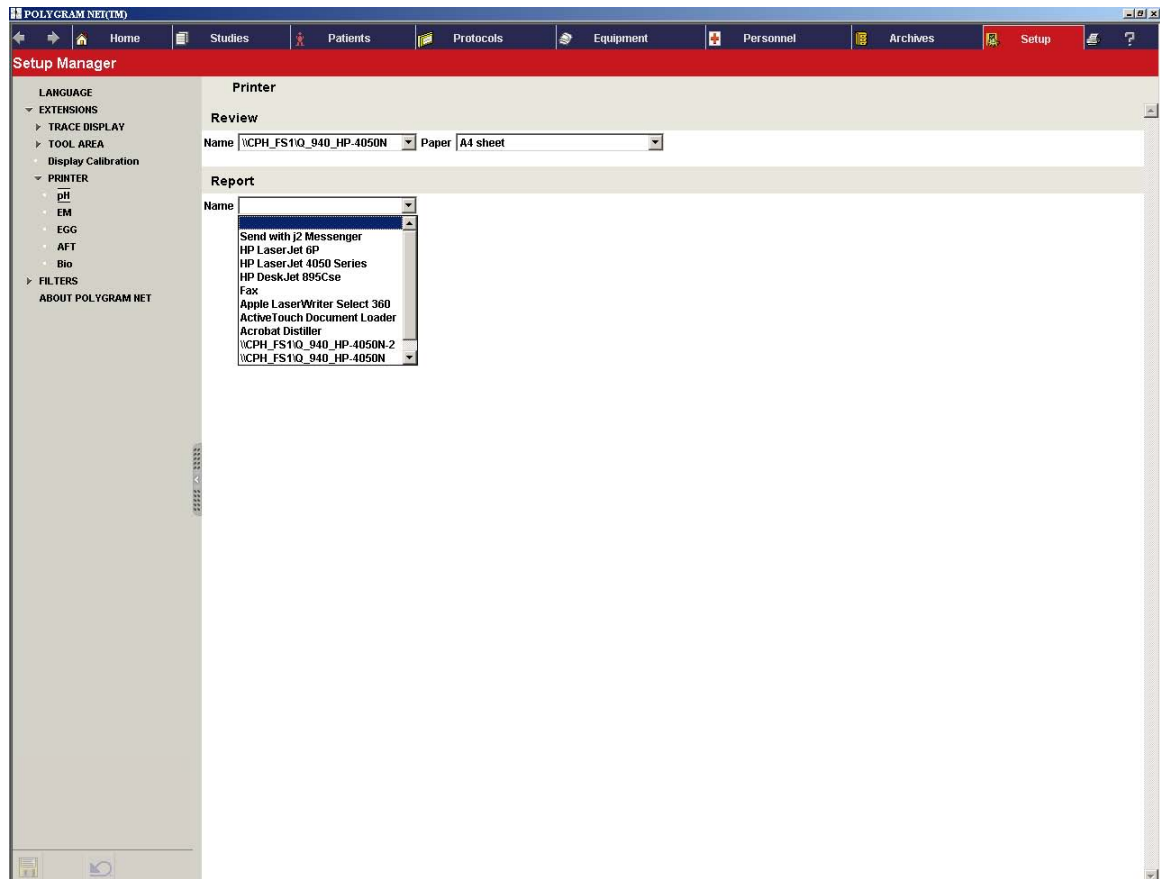 POLYGRAM NET(TM)
Home Studies Patients Protocols Equipment Personnel Archives Setup ?
Setup Manager
LANGUAGE
EXTENSIONS
TRACE DISPLAY
TOOL AREA
Display Calibration
PRINTER
pH
EM
EGG
AFT
Bio
FILTERS
ABOUT POLYGRAM NET
Printer
Review
Name \\CPH_FS1\Q_940_HP-4050N Paper A4 sheet
Report
Name
Send with j2 Messenger
HP LaserJet 6P
HP LaserJet 4050 Series
HP DeskJet 895Cse
Fax
Apple LaserWriter Select 360
ActiveTouch Document Loader
Acrobat Distiller
\\CPH_FS1\Q_940_HP-4050N-2
\\CPH_FS1\Q_940_HP-4050N